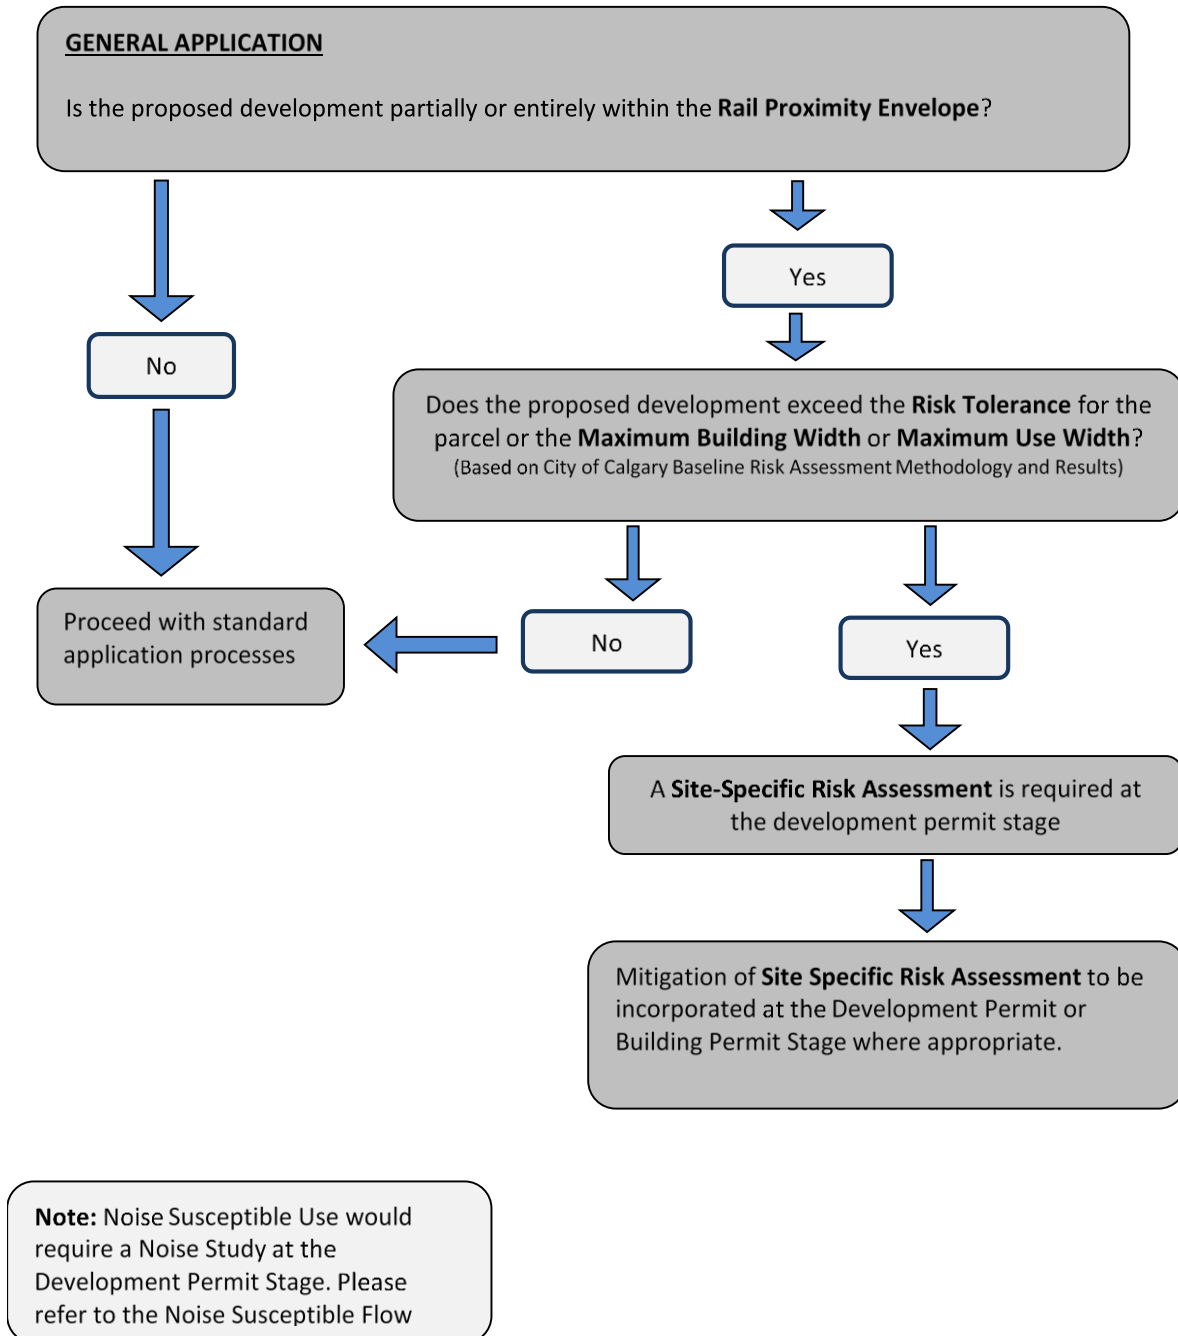 GENERAL APPLICATION
Is the proposed development partially or entirely within the Rail Proximity Envelope?
Yes
No
Does the proposed development exceed the Risk Tolerance for the
parcel or the Maximum Building Width or Maximum Use Width?
(Based on City of Calgary Baseline Risk Assessment Methodology and Results)
Proceed with standard
application processes
No
Yes
A Site-Specific Risk Assessment is required at
the development permit stage
Mitigation of Site Specific Risk Assessment to be
incorporated at the Development Permit or
Building Permit Stage where appropriate.
Note: Noise Susceptible Use would
require a Noise Study at the
Development Permit Stage. Please
refer to the Noise Susceptible Flow